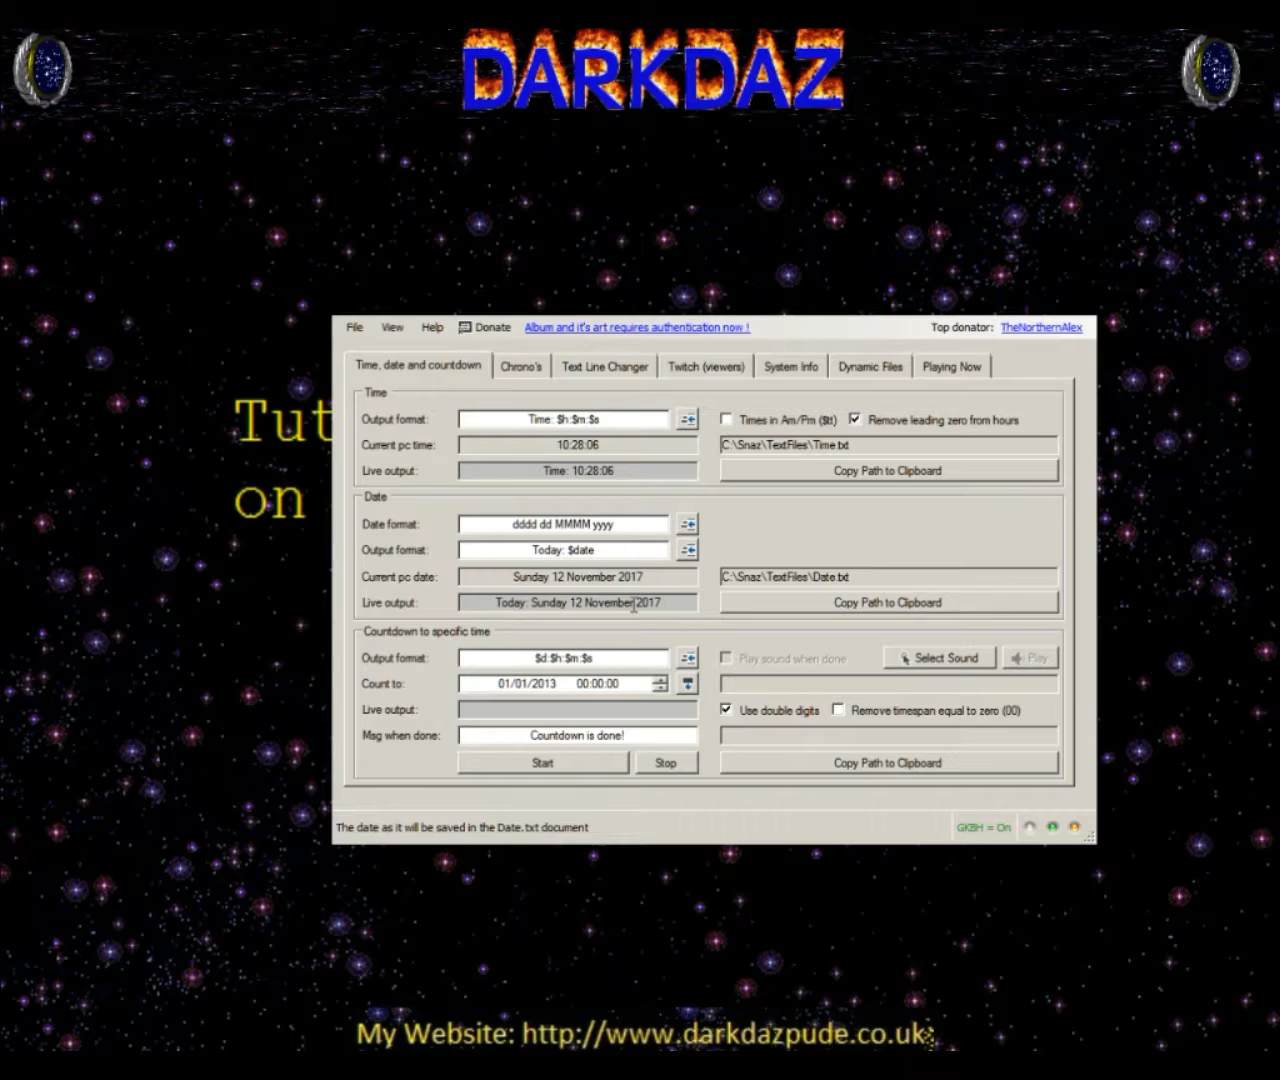 DARKDAZ
Tut
on
File View Help Donate Album and it's art requires authentication now ! Top donator: TheNorthernAlex
Time, date and countdown Chrono's Text Line Changer Twitch (viewers) System Info Dynamic Files Playing Now
Time
Output format: Time: $h:$m:$s Times in Am/Pm ($tt) Remove leading zero from hours
Current pc time: 10:28:06 C:\Snaz\TextFiles\Time.txt
Live output: Time: 10:28:06 Copy Path to Clipboard
Date
Date format: dddd dd MMMM yyyy
Output format: Today: $date
Current pc date: Sunday 12 November 2017 C:\Snaz\TextFiles\Date.txt
Live output: Today: Sunday 12 November 2017 Copy Path to Clipboard
Countdown to specific time
Output format: $d:$h:$m:$s Play sound when done Select Sound Play
Count to: 01/01/2013 00:00:00
Live output: Use double digits Remove timespan equal to zero (00)
Msg when done: Countdown is done!
Start Stop Copy Path to Clipboard
The date as it will be saved in the Date.txt document GKBH = On
My Website: http://www.darkdazpude.co.uk